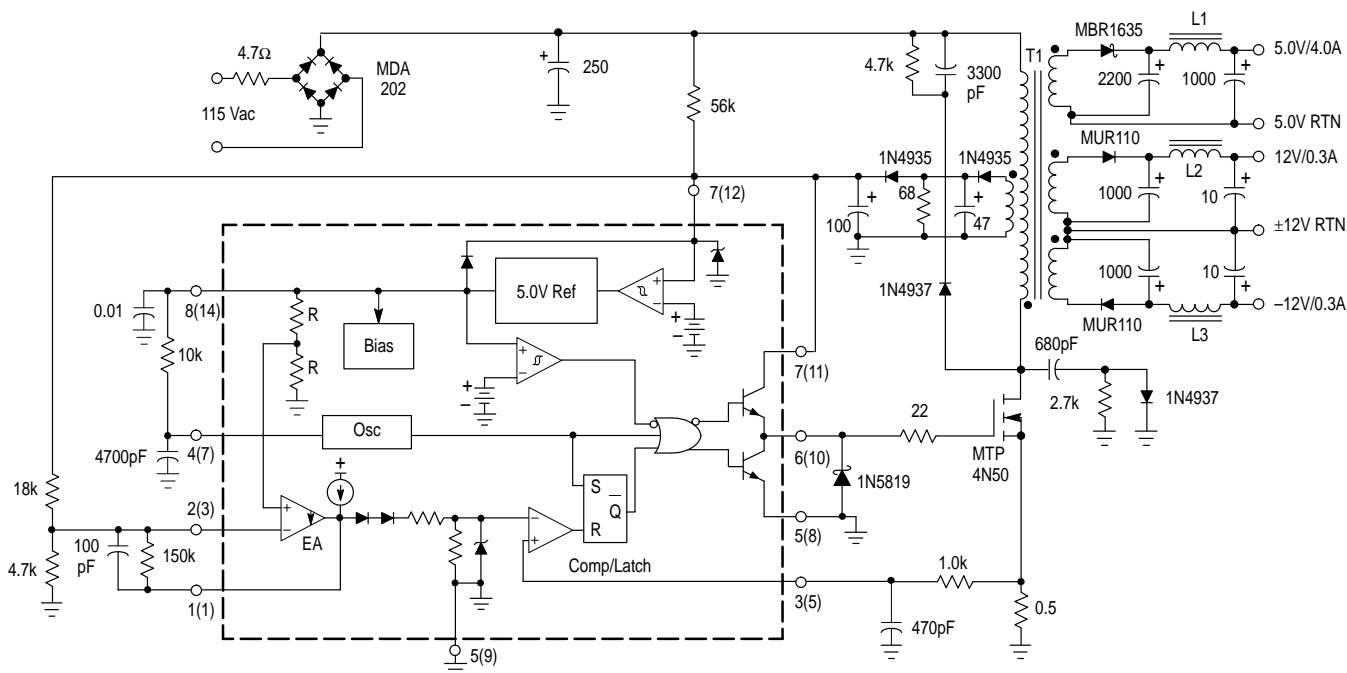 4.7Ω
MDA
202
115 Vac
250
56k
4.7k
3300
pF
T1
MBR1635
L1
2200
1000
5.0V/4.0A
5.0V RTN
MUR110
L2
12V/0.3A
1000
10
±12V RTN
1000
10
MUR110
L3
–12V/0.3A
1N4935
1N4935
68
100
47
1N4937
7(12)
0.01
8(14)
10k
R
R
Bias
5.0V Ref
+
–
+
–
+
–
+
–
7(11)
680pF
2.7k
1N4937
4700pF
4(7)
Osc
22
MTP
4N50
6(10)
1N5819
18k
2(3)
+
–
EA
+
S
Q
R
–
+
Comp/Latch
5(8)
4.7k
100
pF
150k
1(1)
1.0k
3(5)
470pF
0.5
5(9)